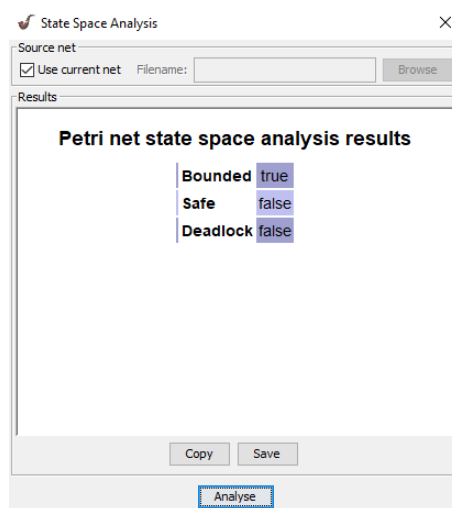 State Space Analysis
Source net
Use current net Filename: Browse
Results
Petri net state space analysis results
Bounded true
Safe false
Deadlock false
Copy Save
Analyse